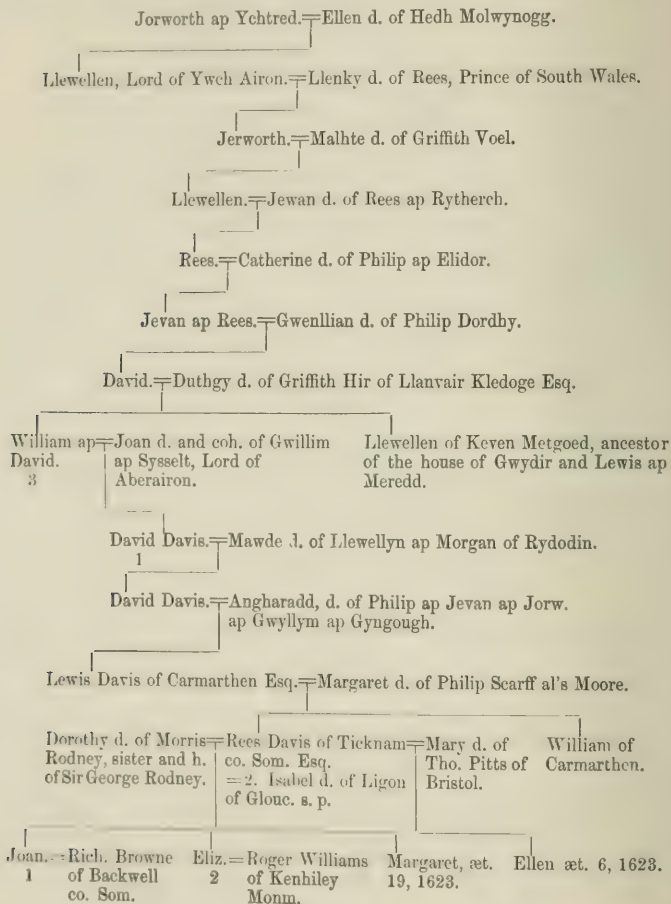 Jorworth ap Ychtred.=Ellen d. of Hedh Molwynogg.
Llewellen, Lord of Ywch Airon.=Llenky d. of Rees, Prince of South Wales.
Jerworth.=Malhte d. of Griffith Voel.
Llewellen.=Jewan d. of Rees ap Rytherch.
Rees.=Catherine d. of Philip ap Elidor.
Jevan ap Rees.=Gwenllian d. of Philip Dordhy.
David.=Duthgy d. of Griffith Hir of Llanvair Kledoge Esq.
William ap=Joan d. and coh. of Gwillim
David.
3
ap Sysselt, Lord of
Aberairon.
Llewellen of Keven Metgoed, ancestor
of the house of Gwydir and Lewis ap
Meredd.
David Davis.=Mawde d. of Llewellyn ap Morgan of Rydodin.
1
David Davis.=Angharadd, d. of Philip ap Jevan ap Jorw.
ap Gwyllym ap Gyngough.
Lewis Davis of Carmarthen Esq.=Margaret d. of Philip Scarff al's Moore.
Dorothy d. of Morris=Rees Davis of Ticknam=Mary d. of
Rodney, sister and h.
of Sir George Rodney.
co. Som. Esq.
=2. Isabel d. of Ligon
of Glouc. s. p.
Tho. Pitts of
Bristol.
William of
Carmarthen.
Joan.=Rich. Browne
1
of Backwell
co. Som.
Eliz.=Roger Williams
2
of Kenhiley
Monm.
Margaret, æt.
19, 1623.
Ellen æt. 6, 1623.